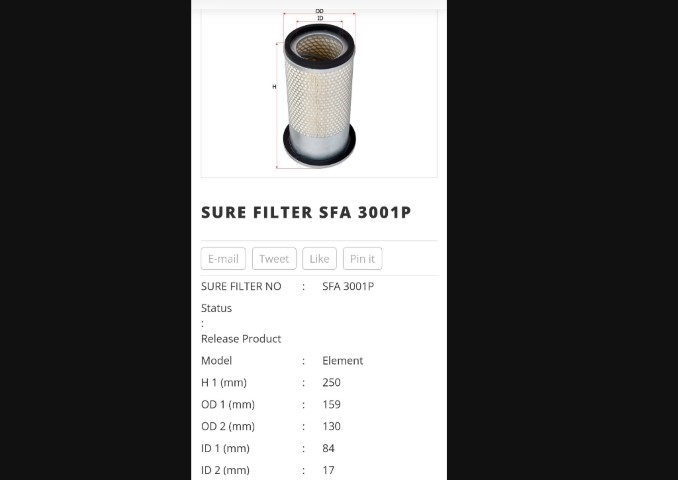 OD
ID
H
SURE FILTER SFA 3001P
E-mail Tweet Like Pin it
SURE FILTER NO : SFA 3001P
Status
:
Release Product
Model : Element
H 1 (mm) : 250
OD 1 (mm) : 159
OD 2 (mm) : 130
ID 1 (mm) : 84
ID 2 (mm) : 17